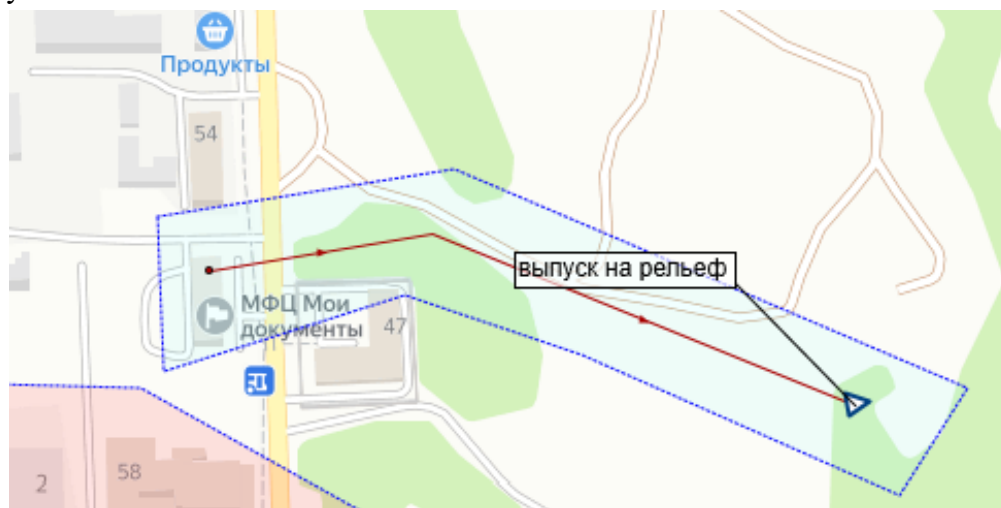 Продукты
54
выпуск на рельеф
МФЦ Мои
документы
47
58
2